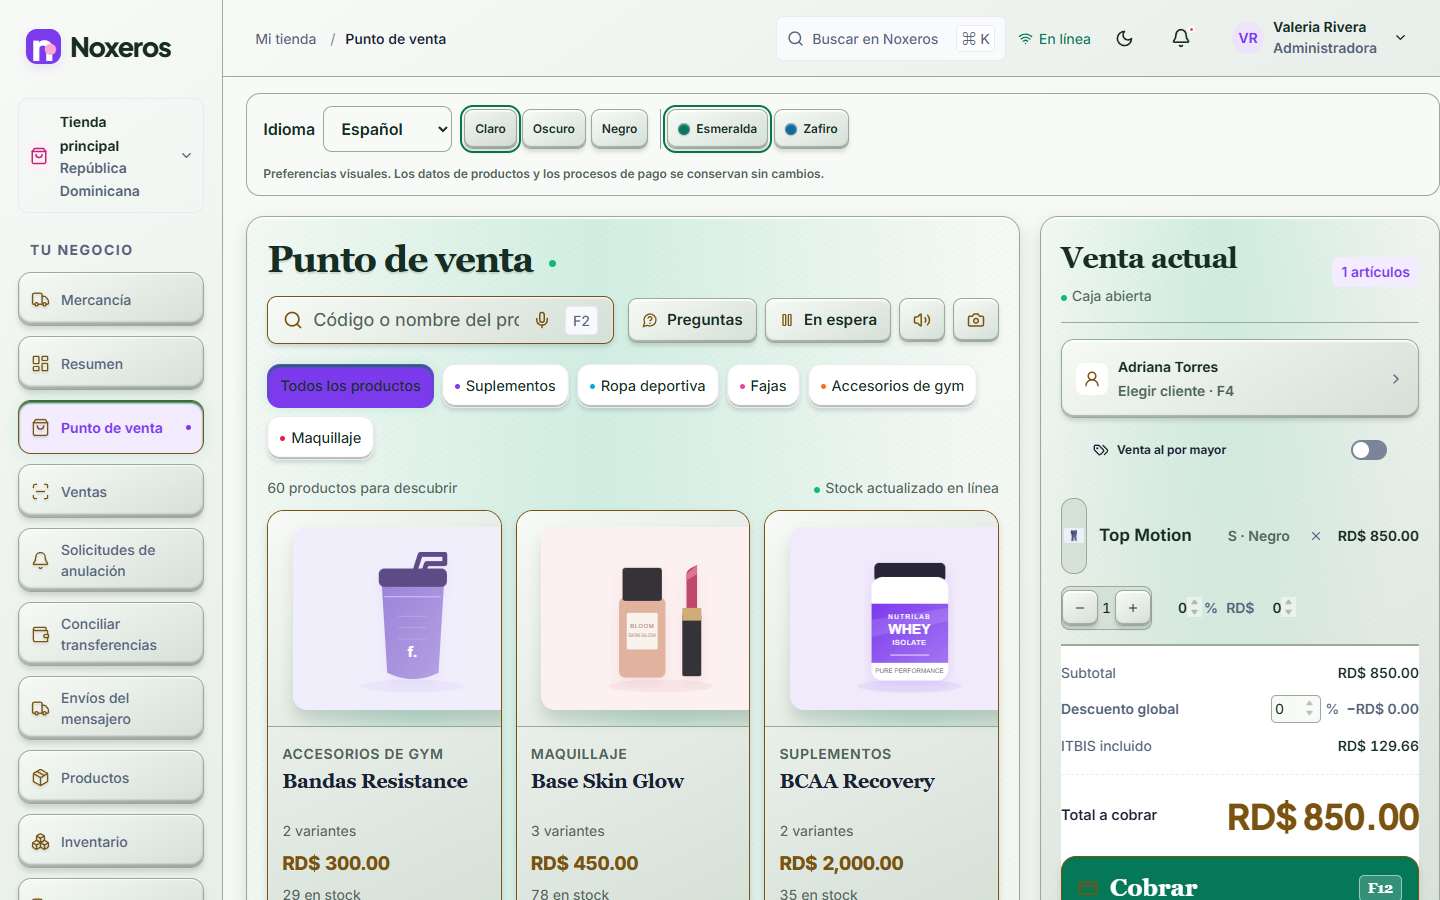 Noxeros
Mi tienda / Punto de venta
Buscar en Noxeros ⌘ K
En línea
VR
Valeria Rivera
Administradora
Tienda
principal
República
Dominicana
TU NEGOCIO
Mercancía
Resumen
Punto de venta
Ventas
Solicitudes de
anulación
Conciliar
transferencias
Envíos del
mensajero
Productos
Inventario
Idioma Español Claro Oscuro Negro Esmeralda Zafiro
Preferencias visuales. Los datos de productos y los procesos de pago se conservan sin cambios.
Punto de venta
Código o nombre del pro F2 Preguntas En espera
Todos los productos Suplementos Ropa deportiva Fajas Accesorios de gym
Maquillaje
60 productos para descubrir Stock actualizado en línea
f.
ACCESORIOS DE GYM
Bandas Resistance
2 variantes
RD$ 300.00
29 en stock
BLOOM
SKIN GLOW
MAQUILLAJE
Base Skin Glow
3 variantes
RD$ 450.00
78 en stock
NUTRILAB
WHEY
ISOLATE
PURE PERFORMANCE
SUPLEMENTOS
BCAA Recovery
2 variantes
RD$ 2,000.00
35 en stock
Venta actual
1 artículos
Caja abierta
Adriana Torres
Elegir cliente · F4
Venta al por mayor
Top Motion S · Negro × RD$ 850.00
− 1 + 0 % RD$ 0
Subtotal RD$ 850.00
Descuento global 0 % −RD$ 0.00
ITBIS incluido RD$ 129.66
Total a cobrar RD$ 850.00
Cobrar F12